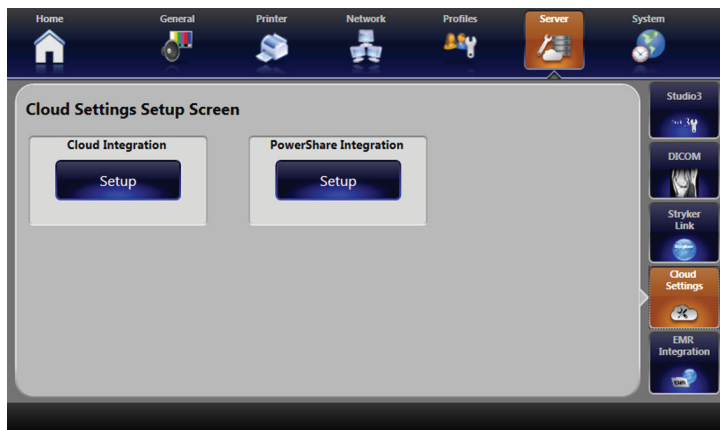 Home General Printer Network Profiles Server System
Cloud Settings Setup Screen
Cloud Integration
Setup
PowerShare Integration
Setup
Studio3
DICOM
Stryker
Link
Cloud
Settings
EMR
Integration
EMR